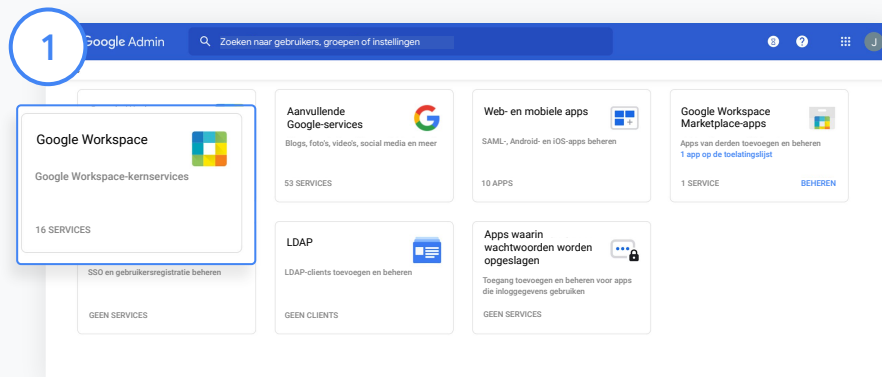 1
Google Admin
Zoeken naar gebruikers, groepen of instellingen
8
?
J
Google Workspace
Google Workspace-kernservices
16 SERVICES
Aanvullende
Google-services
Blogs, foto's, video's, social media en meer
53 SERVICES
Web- en mobiele apps
SAML-, Android- en iOS-apps beheren
10 APPS
Google Workspace
Marketplace-apps
Apps van derden toevoegen en beheren
1 app op de toelatingslijst
1 SERVICE
BEHEREN
SSO en gebruikersregistratie beheren
GEEN SERVICES
LDAP
LDAP-clients toevoegen en beheren
GEEN CLIENTS
Apps waarin
wachtwoorden worden
opgeslagen
Toegang toevoegen en beheren voor apps
die inloggegevens gebruiken
GEEN SERVICES